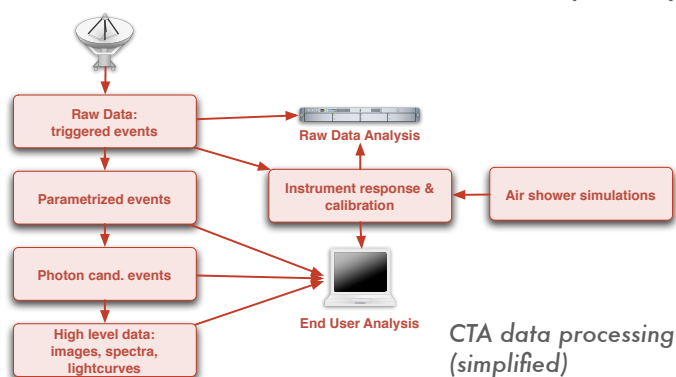 Raw Data:
triggered events
Raw Data Analysis
Parametrized events
Instrument response &
calibration
Air shower simulations
Photon cand. events
End User Analysis
High level data:
images, spectra,
lightcurves
CTA data processing
(simplified)